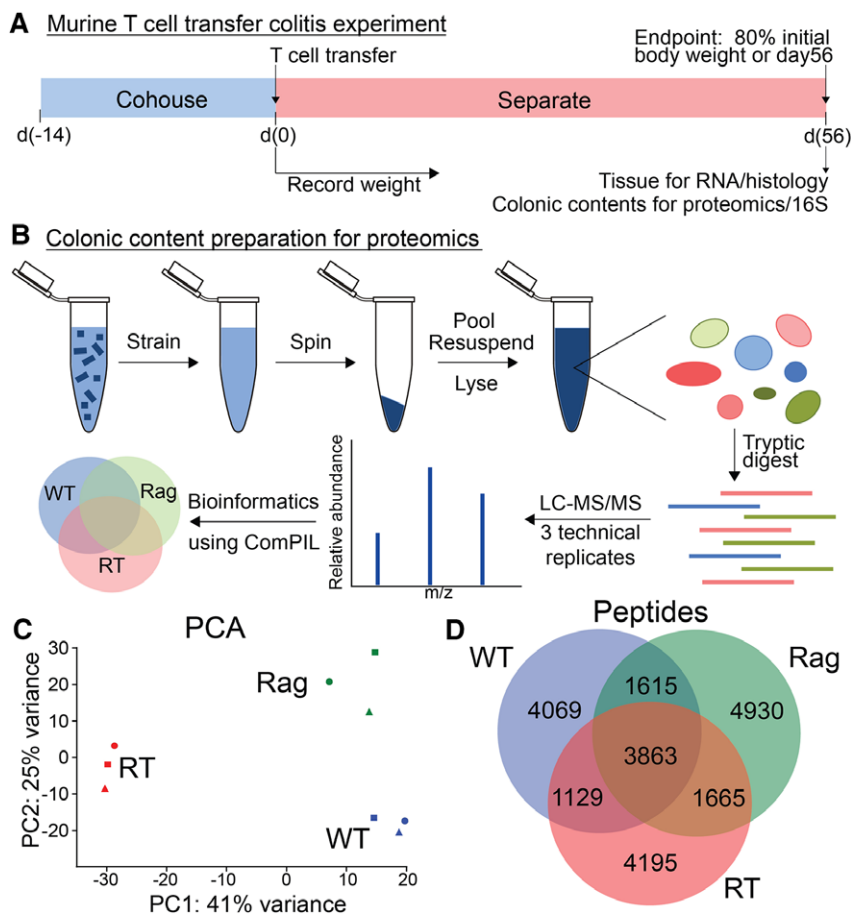 A Murine T cell transfer colitis experiment
T cell transfer
Endpoint: 80% initial
body weight or day56
Cohouse
Separate
d(-14)
d(0)
d(56)
Record weight
Tissue for RNA/histology
Colonic contents for proteomics/16S
B Colonic content preparation for proteomics
Strain
Spin
Pool
Resuspend
Lyse
Tryptic
digest
LC-MS/MS
3 technical
replicates
Relative abundance
m/z
Bioinformatics
using ComPIL
WT
Rag
RT
C PCA
30
20
10
0
-10
-20
PC2: 25% variance
Rag
RT
WT
-30
-20
-10
0
10
20
PC1: 41% variance
D Peptides
WT
Rag
1615
4069
4930
3863
1129
1665
4195
RT